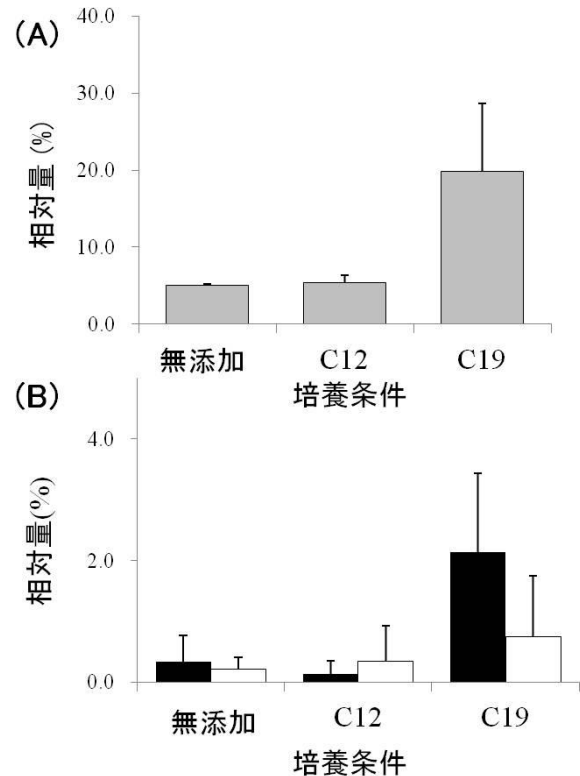 (A)
相対量 (%)
40.0
30.0
20.0
10.0
0.0
無添加 C12 C19
培養条件
(B)
相対量(%)
4.0
2.0
0.0
無添加 C12 C19
培養条件